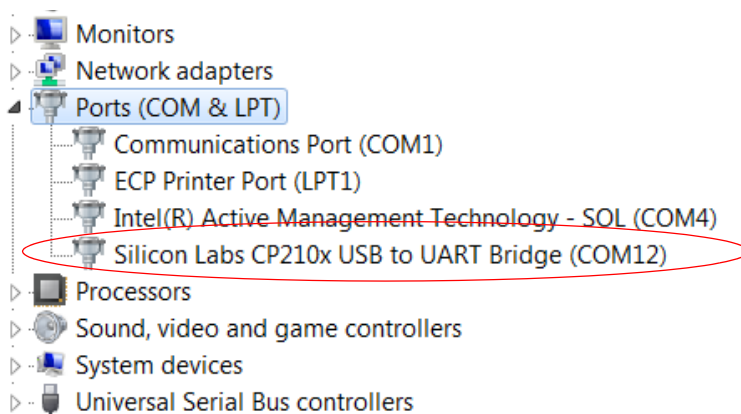 Monitors
Network adapters
Ports (COM & LPT)
Communications Port (COM1)
ECP Printer Port (LPT1)
Intel(R) Active Management Technology - SOL (COM4)
Silicon Labs CP210x USB to UART Bridge (COM12)
Processors
Sound, video and game controllers
System devices
Universal Serial Bus controllers